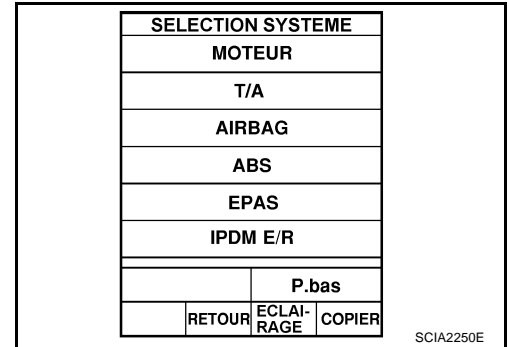 SELECTION SYSTEME
MOTEUR
T/A
AIRBAG
ABS
EPAS
IPDM E/R
P.bas
RETOUR ECLAI-RAGE COPIER
SCIA2250E